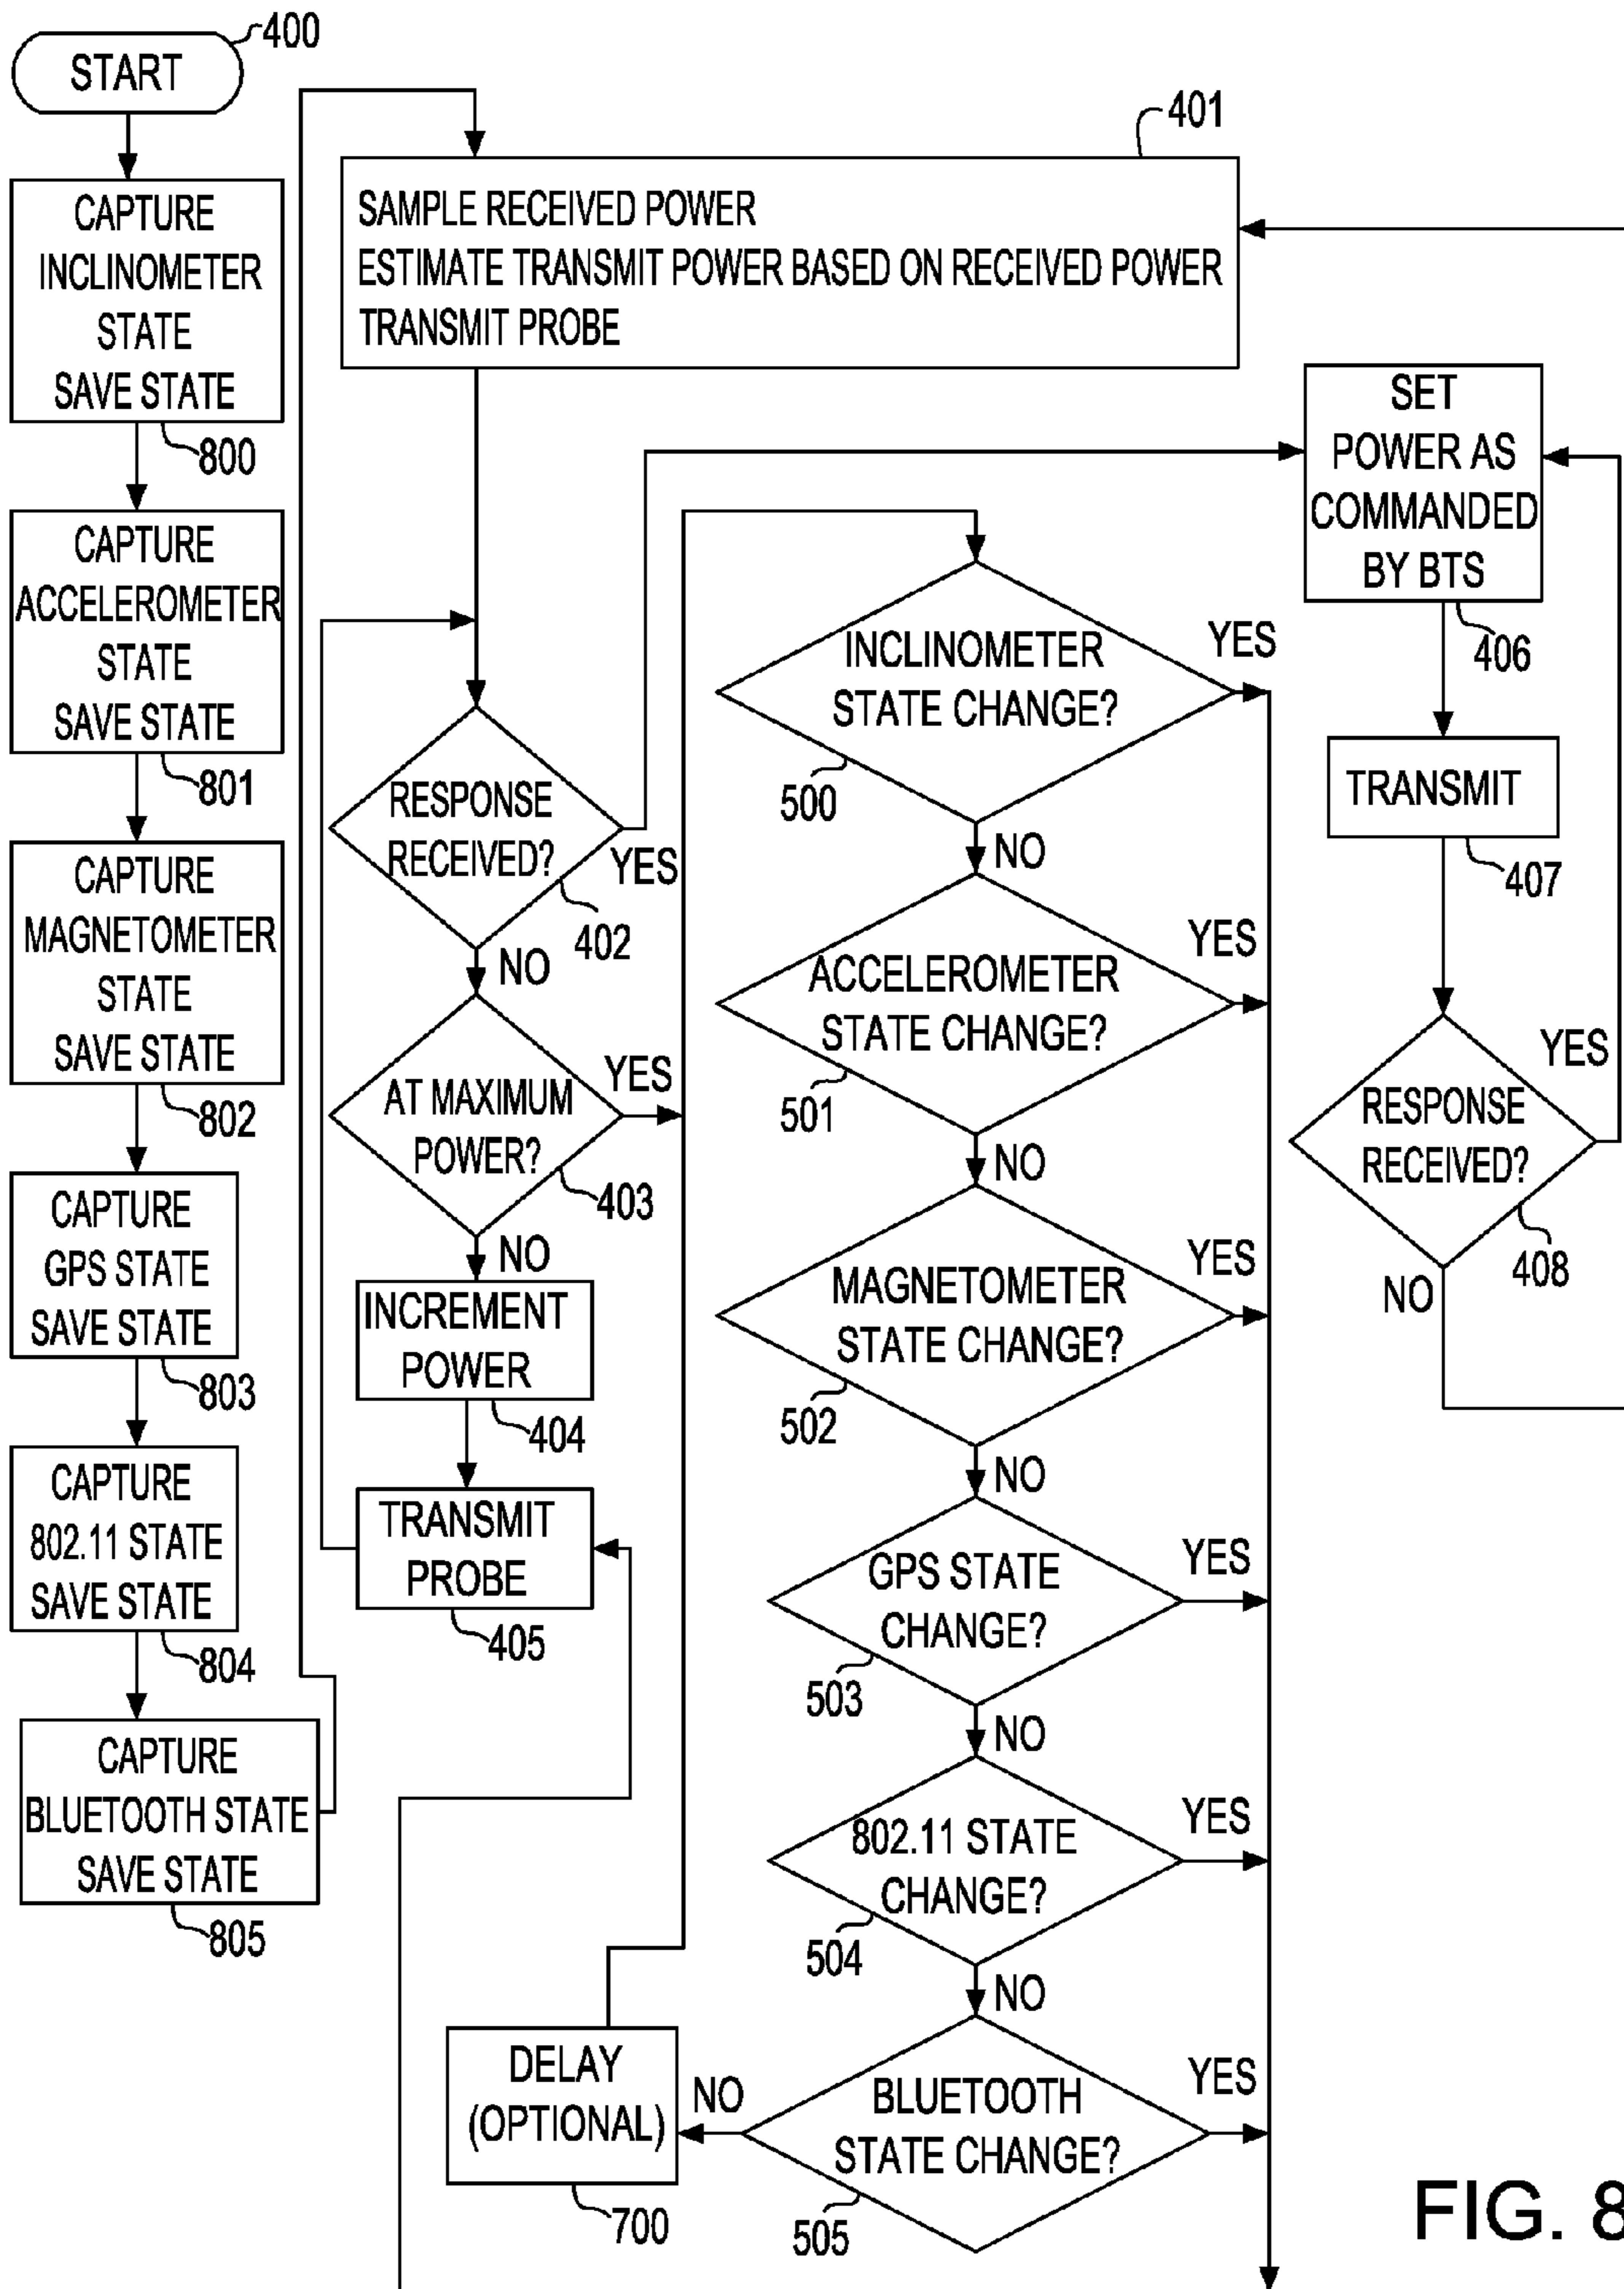 START
400
CAPTURE
INCLINOMETER
STATE
SAVE STATE
800
CAPTURE
ACCELEROMETER
STATE
SAVE STATE
801
CAPTURE
MAGNETOMETER
STATE
SAVE STATE
802
CAPTURE
GPS STATE
SAVE STATE
803
CAPTURE
802.11 STATE
SAVE STATE
804
CAPTURE
BLUETOOTH STATE
SAVE STATE
805
401
SAMPLE RECEIVED POWER
ESTIMATE TRANSMIT POWER BASED ON RECEIVED POWER
TRANSMIT PROBE
RESPONSE
RECEIVED?
YES
402
NO
AT MAXIMUM
POWER?
YES
403
NO
INCREMENT
POWER
404
TRANSMIT
PROBE
405
INCLINOMETER
STATE CHANGE?
YES
500
NO
ACCELEROMETER
STATE CHANGE?
YES
501
NO
MAGNETOMETER
STATE CHANGE?
YES
502
NO
GPS STATE
CHANGE?
YES
503
NO
802.11 STATE
CHANGE?
YES
504
NO
BLUETOOTH
STATE CHANGE?
YES
505
NO
DELAY
(OPTIONAL)
700
SET
POWER AS
COMMANDED
BY BTS
406
TRANSMIT
407
RESPONSE
RECEIVED?
YES
408
NO
FIG. 8